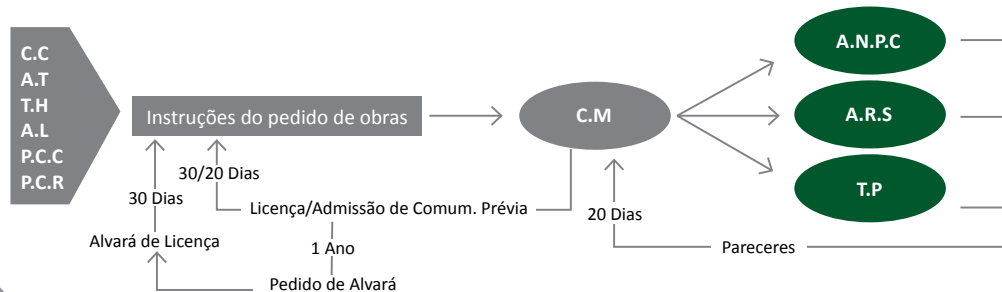 C.C
A.T
T.H
A.L
P.C.C
P.C.R
Instruções do pedido de obras
C.M
A.N.P.C
A.R.S
T.P
30/20 Dias
30 Dias
Licença/Admissão de Comum. Prévia
20 Dias
Alvará de Licença
1 Ano
Pareceres
Pedido de Alvará